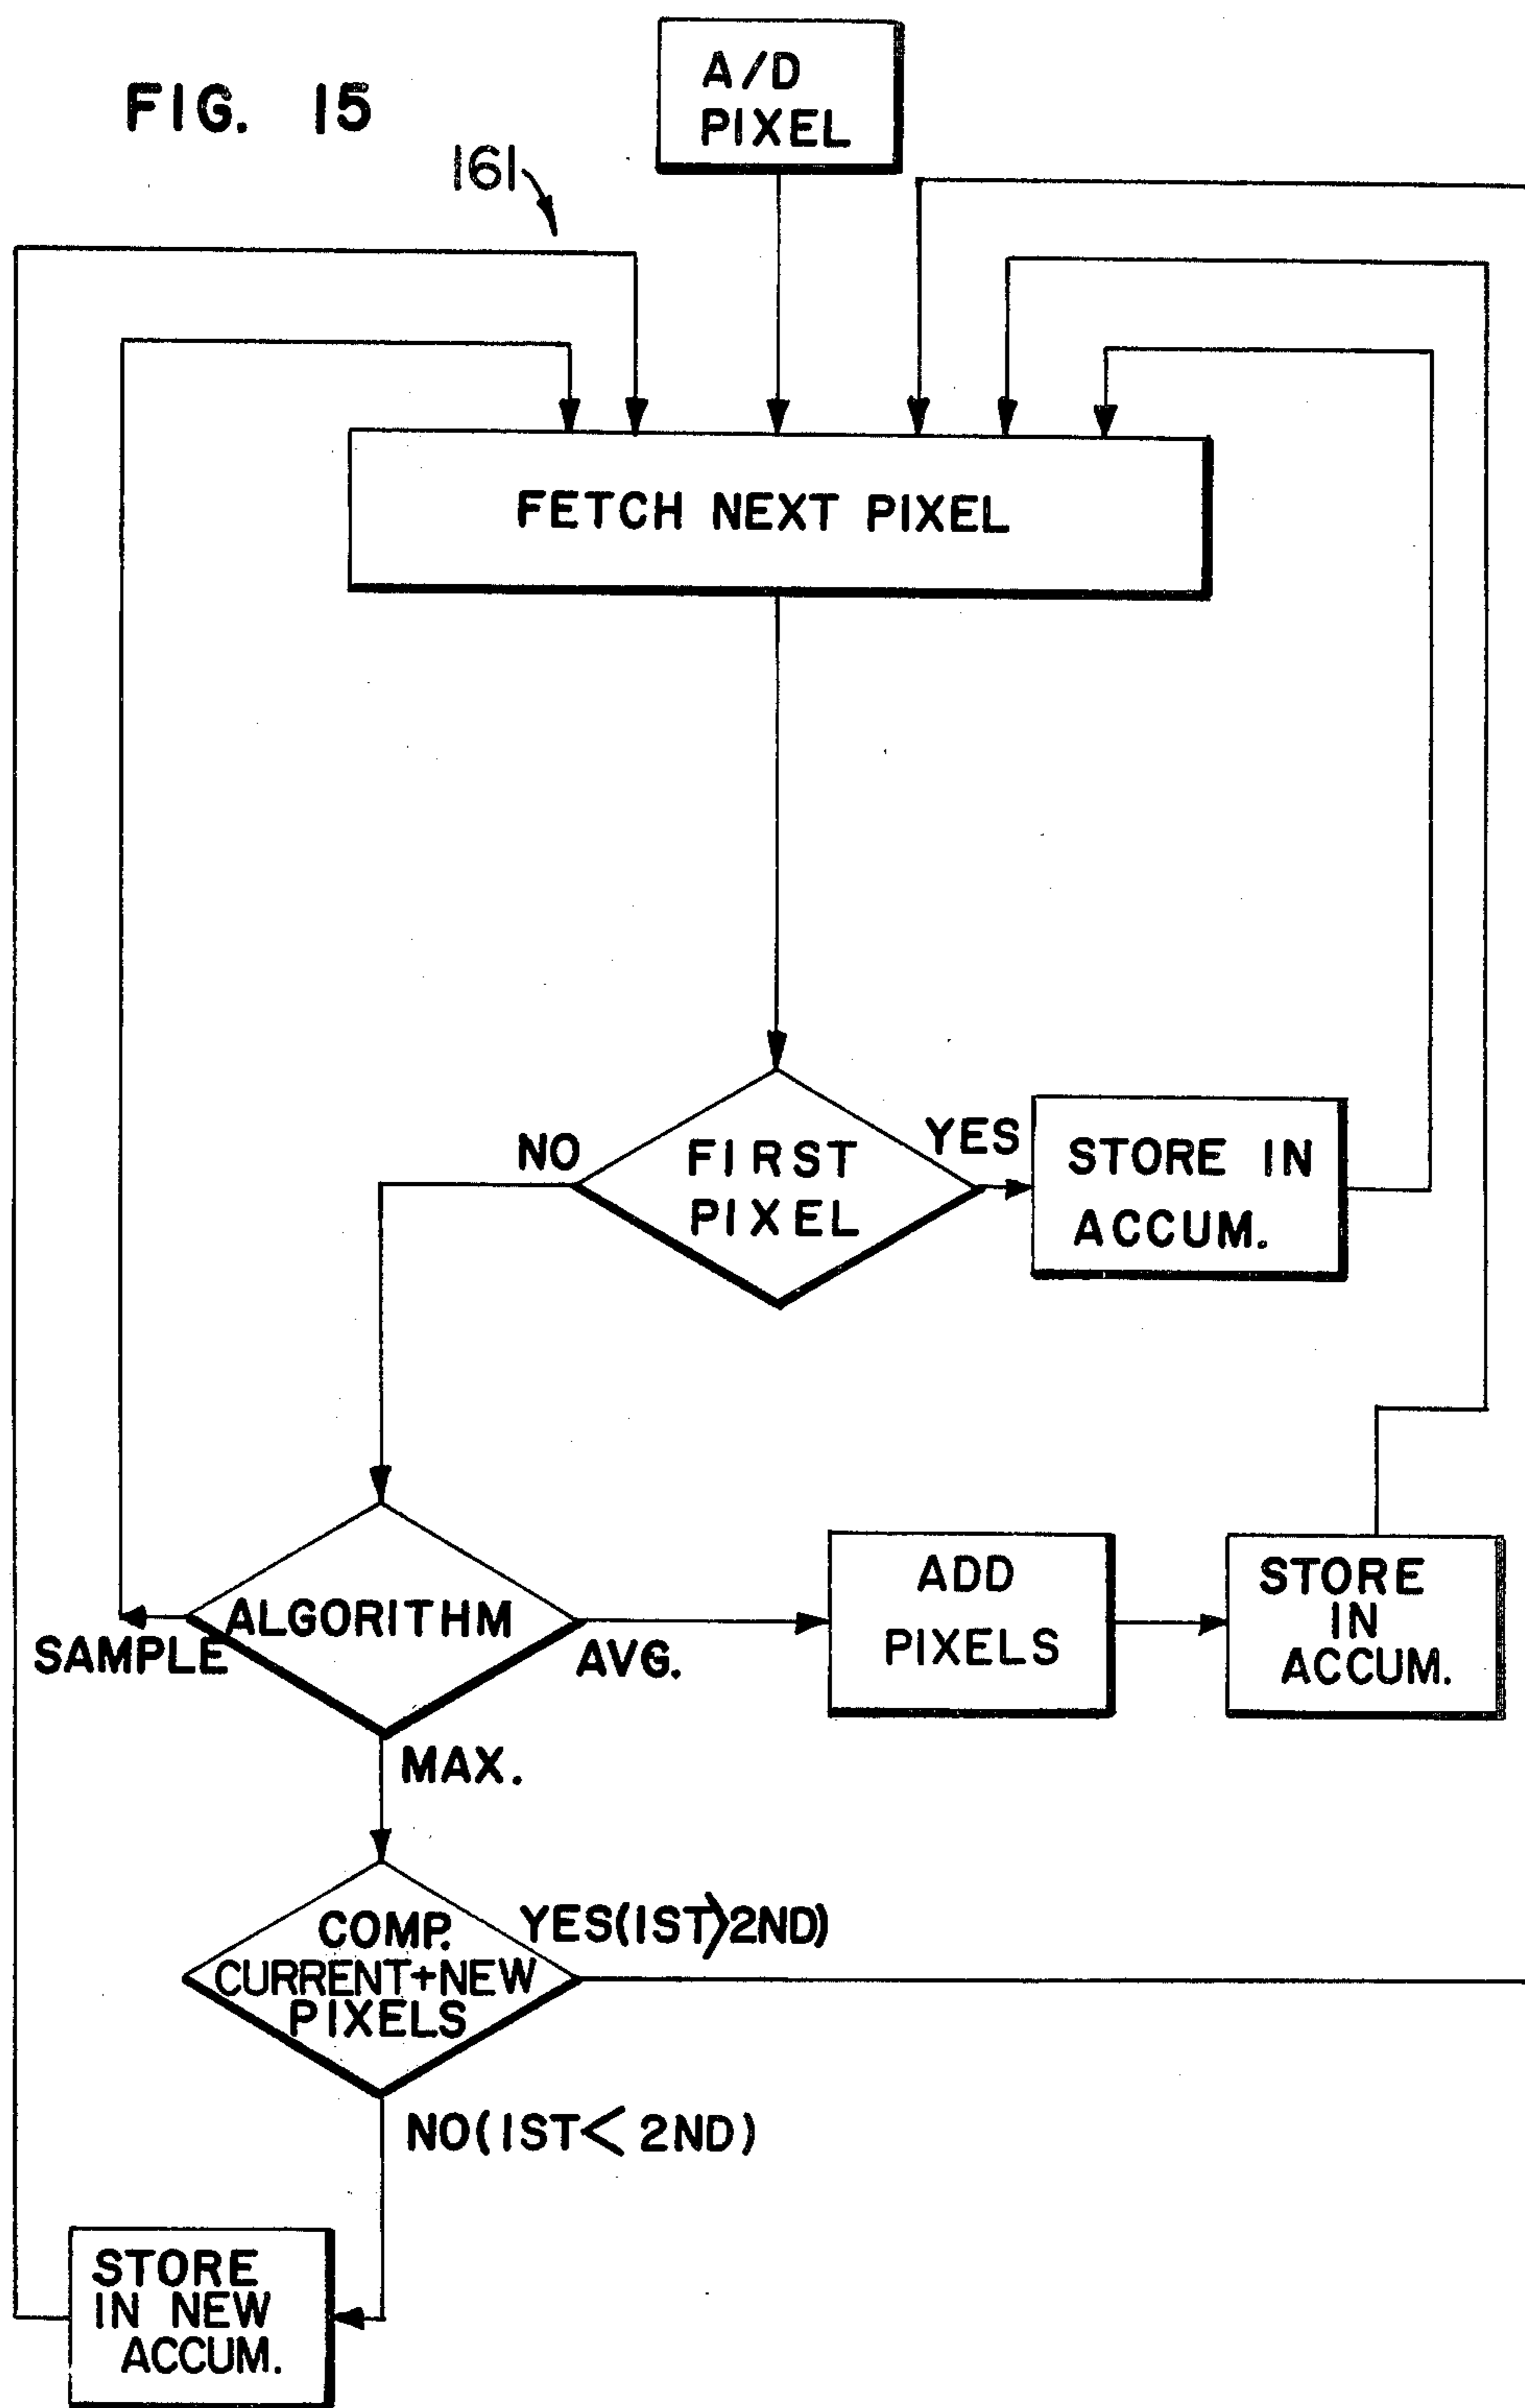 FIG. 15
A/D
PIXEL
161
FETCH NEXT PIXEL
NO
FIRST
PIXEL
YES
STORE IN
ACCUM.
ALGORITHM
SAMPLE
AVG.
MAX.
ADD
PIXELS
STORE
IN
ACCUM.
COMP.
CURRENT+NEW
PIXELS
YES(1ST>2ND)
NO(1ST<2ND)
STORE
IN NEW
ACCUM.